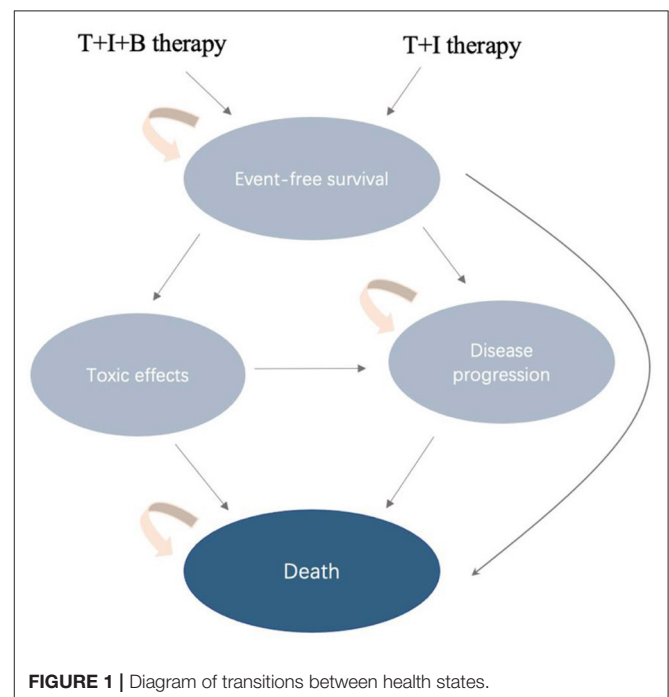 T+I+B therapy
T+I therapy
Event-free survival
Toxic effects
Disease
progression
Death
FIGURE 1 | Diagram of transitions between health states.